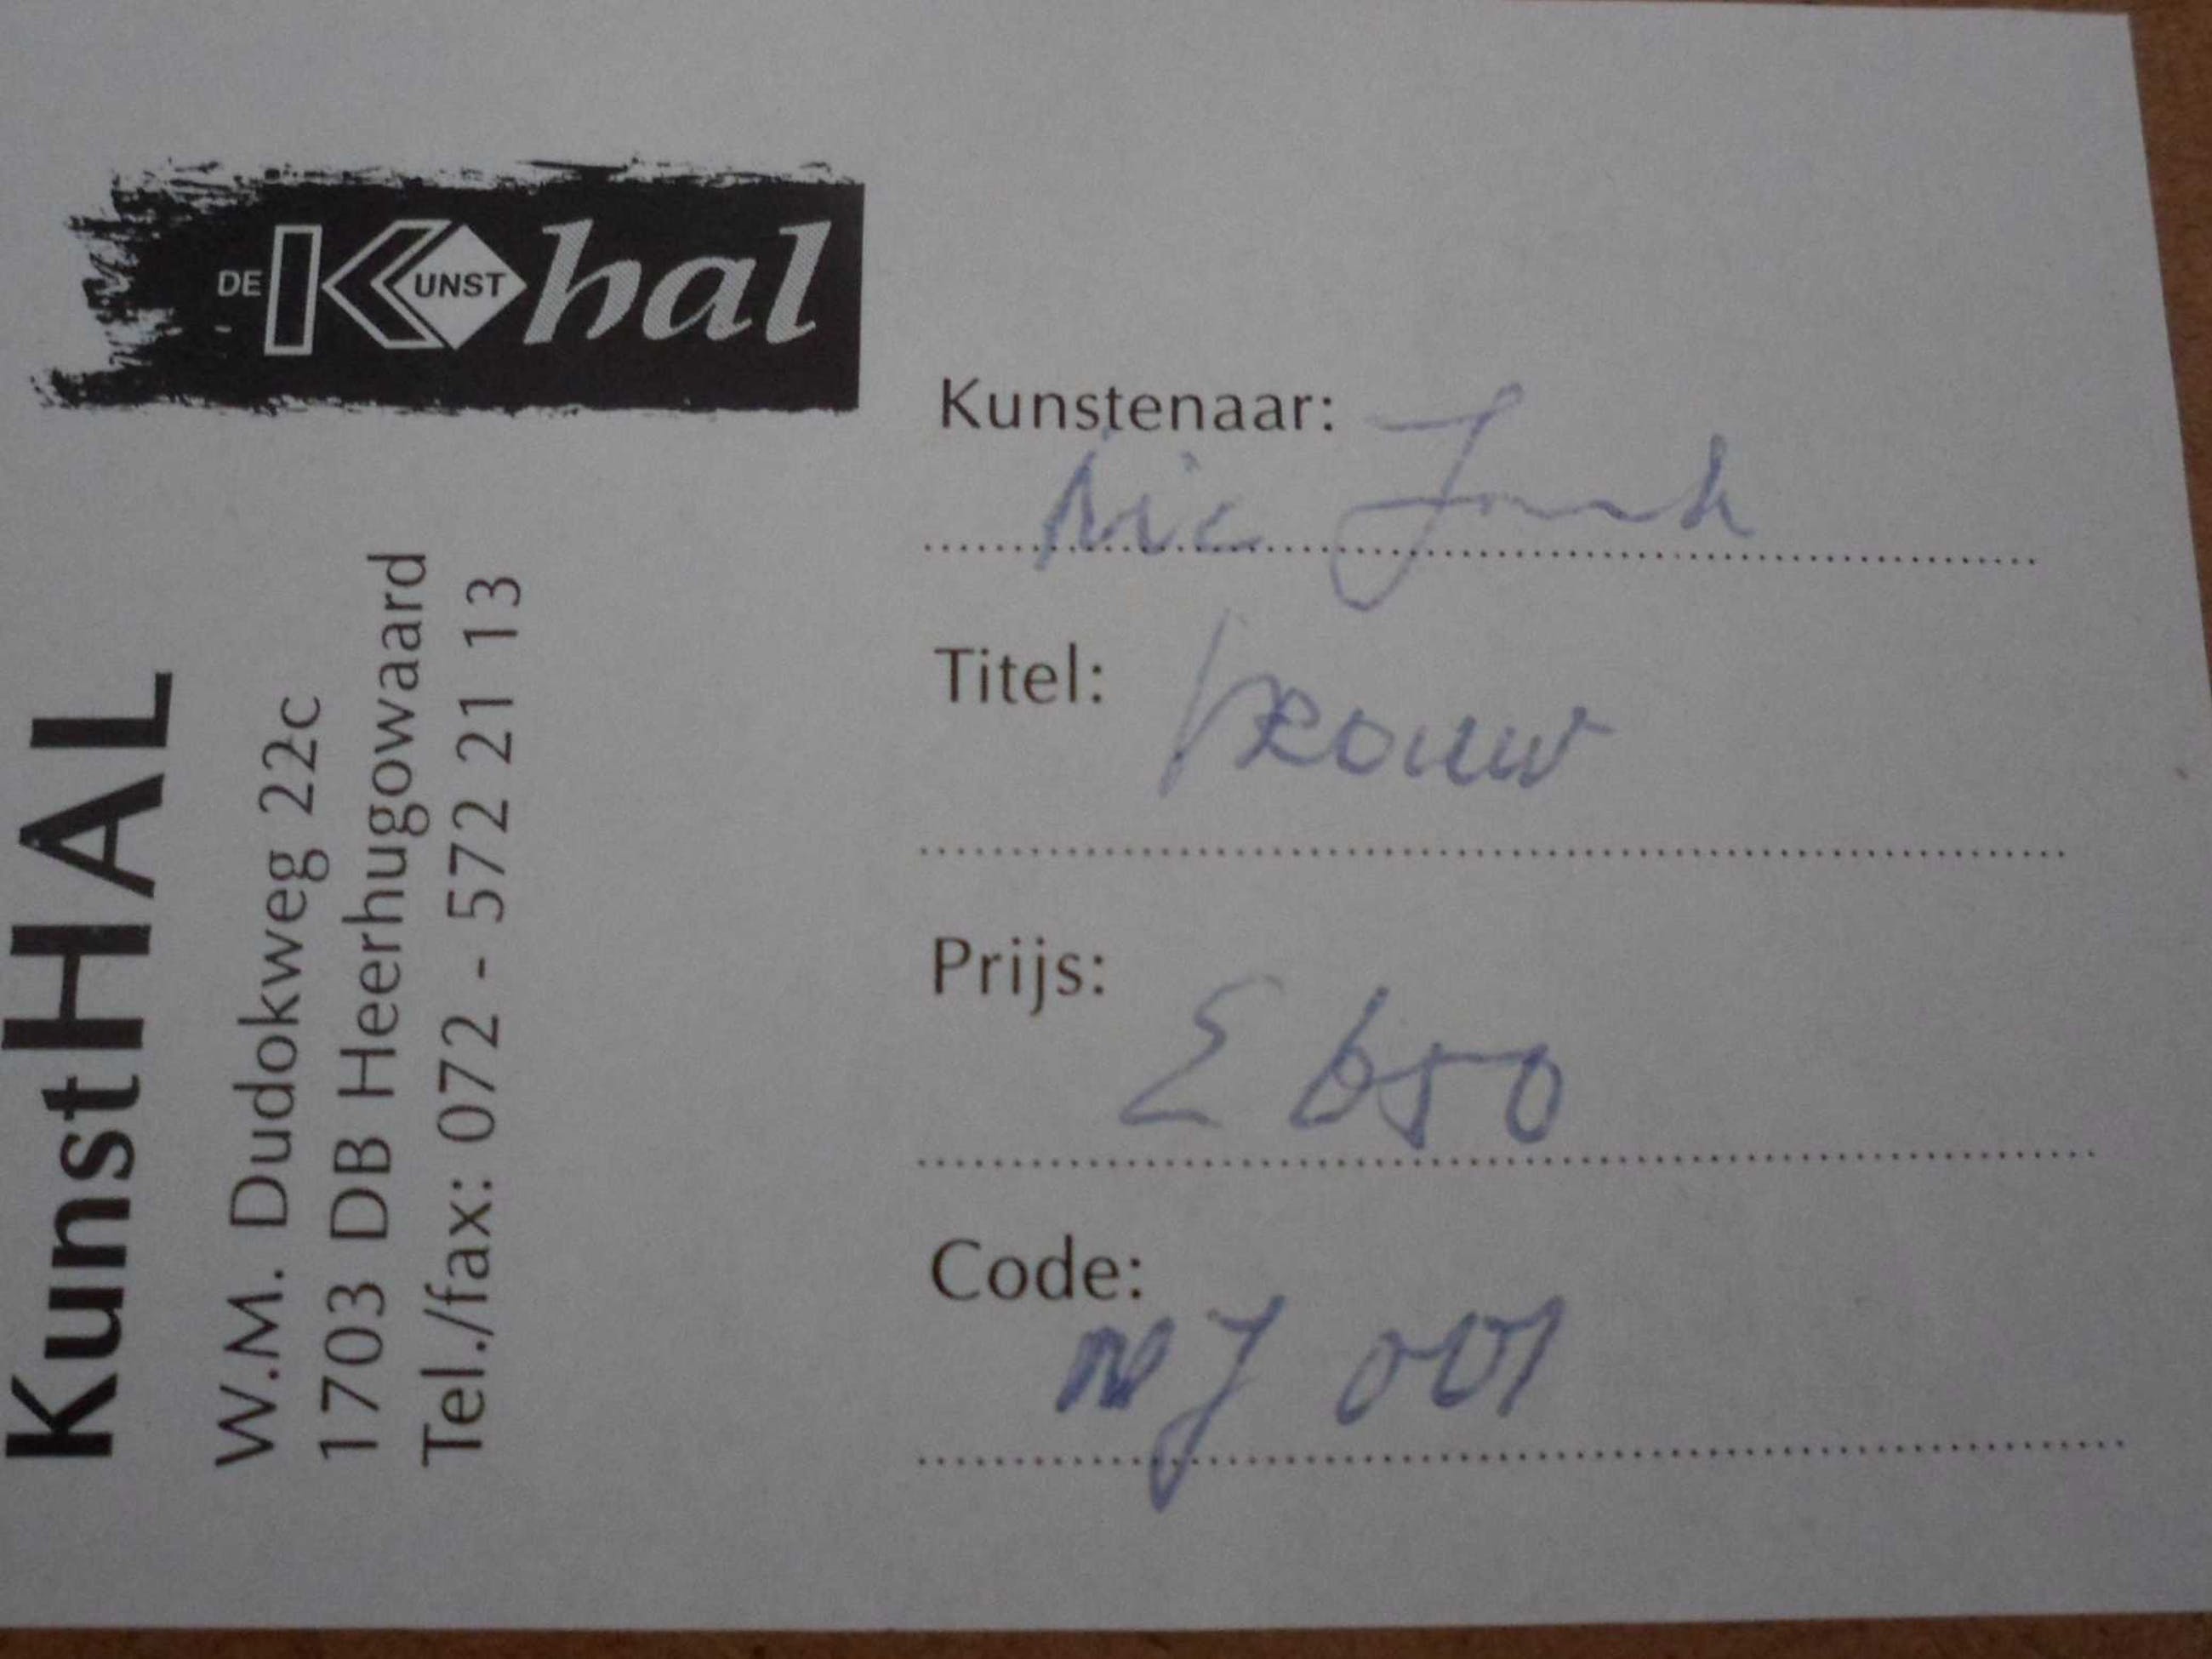 DE KUNST hal
KunstHAL
W.M. Dudokweg 22c
1703 DB Heerhugowaard
Tel./fax: 072 - 572 21 13
Kunstenaar:
Nic Jonk
Titel: Vrouw
Prijs:
£ 650
Code:
NJ 001